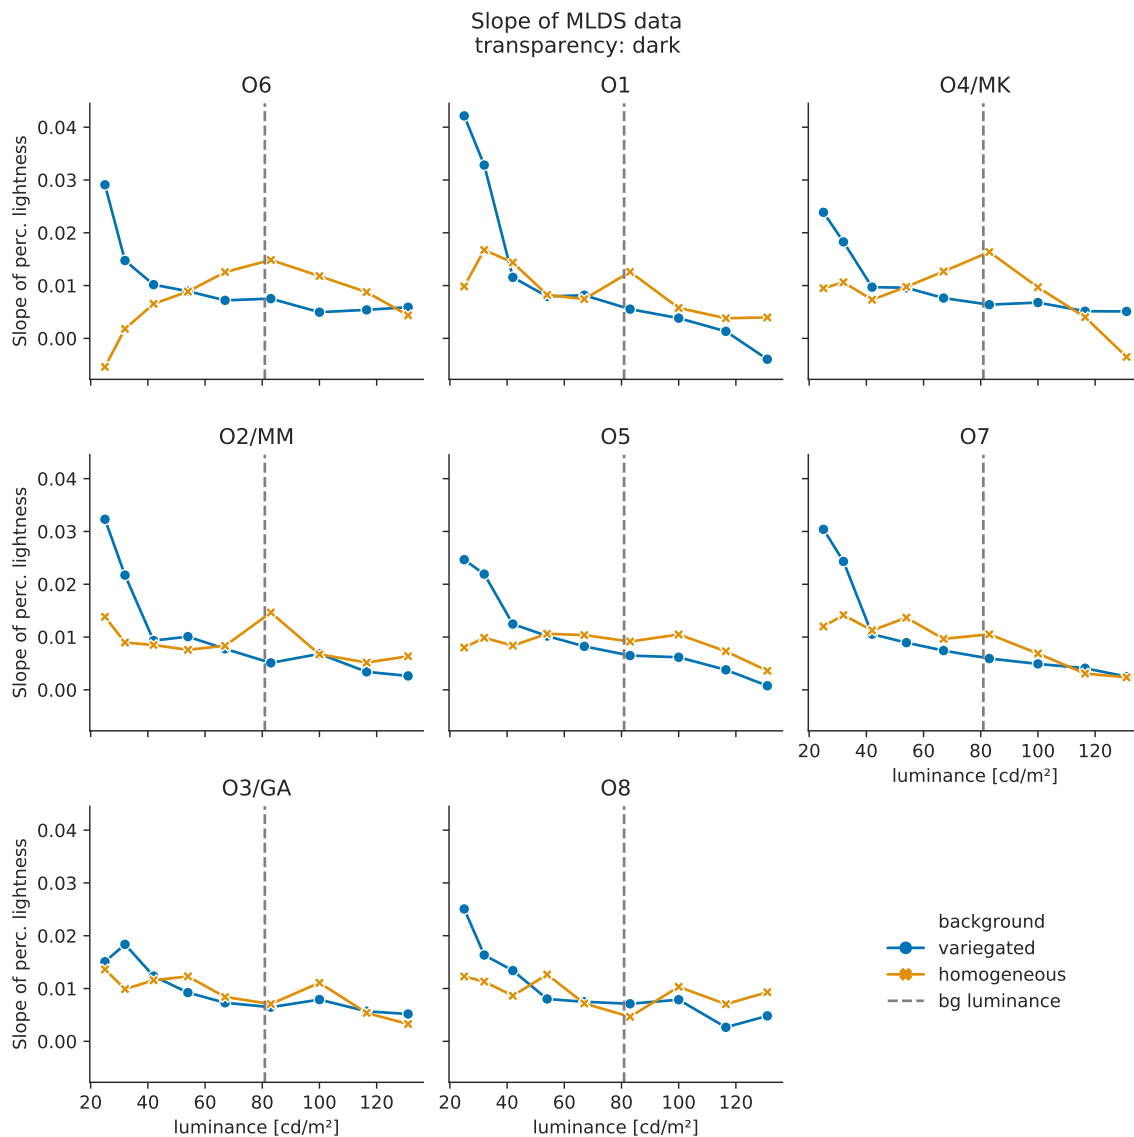 Slope of MLDS data
transparency: dark
O6
O1
O4/MK
Slope of perc. lightness
0.04
0.03
0.02
0.01
0.00
O2/MM
O5
O7
Slope of perc. lightness
0.04
0.03
0.02
0.01
0.00
20 40 60 80 100 120
luminance [cd/m²]
O3/GA
O8
Slope of perc. lightness
0.04
0.03
0.02
0.01
0.00
background
variegated
homogeneous
bg luminance
20 40 60 80 100 120
20 40 60 80 100 120
luminance [cd/m²]
luminance [cd/m²]